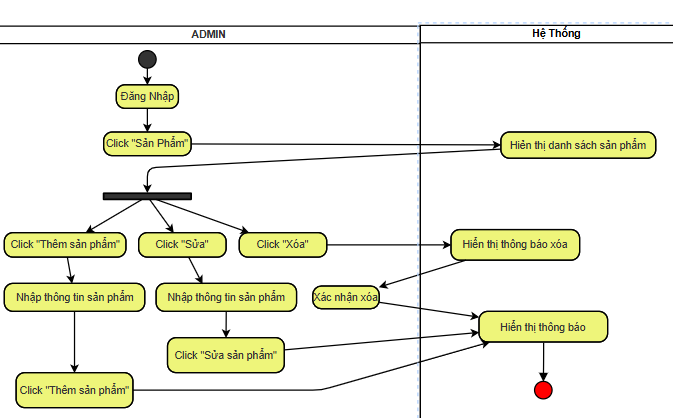 ADMIN
Hệ Thống
Đăng Nhập
Click "Sản Phẩm"
Hiển thị danh sách sản phẩm
Click "Thêm sản phẩm"
Click "Sửa"
Click "Xóa"
Hiển thị thông báo xóa
Nhập thông tin sản phẩm
Nhập thông tin sản phẩm
Xác nhận xóa
Hiển thị thông báo
Click "Sửa sản phẩm"
Click "Thêm sản phẩm"